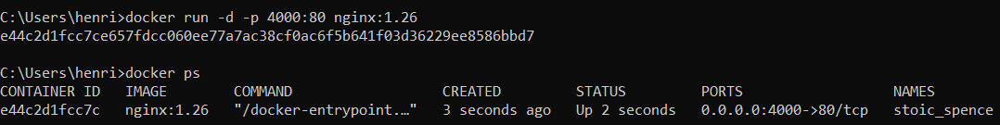 C:\Users\henri>docker run -d -p 4000:80 nginx:1.26
e44c2d1fcc7ce657fdcc060ee77a7ac38cf0ac6f5b641f03d36229ee8586bbd7
C:\Users\henri>docker ps
CONTAINER ID   IMAGE        COMMAND                  CREATED         STATUS         PORTS                  NAMES
e44c2d1fcc7c   nginx:1.26   "/docker-entrypoint.…"   3 seconds ago   Up 2 seconds   0.0.0.0:4000->80/tcp   stoic_spence